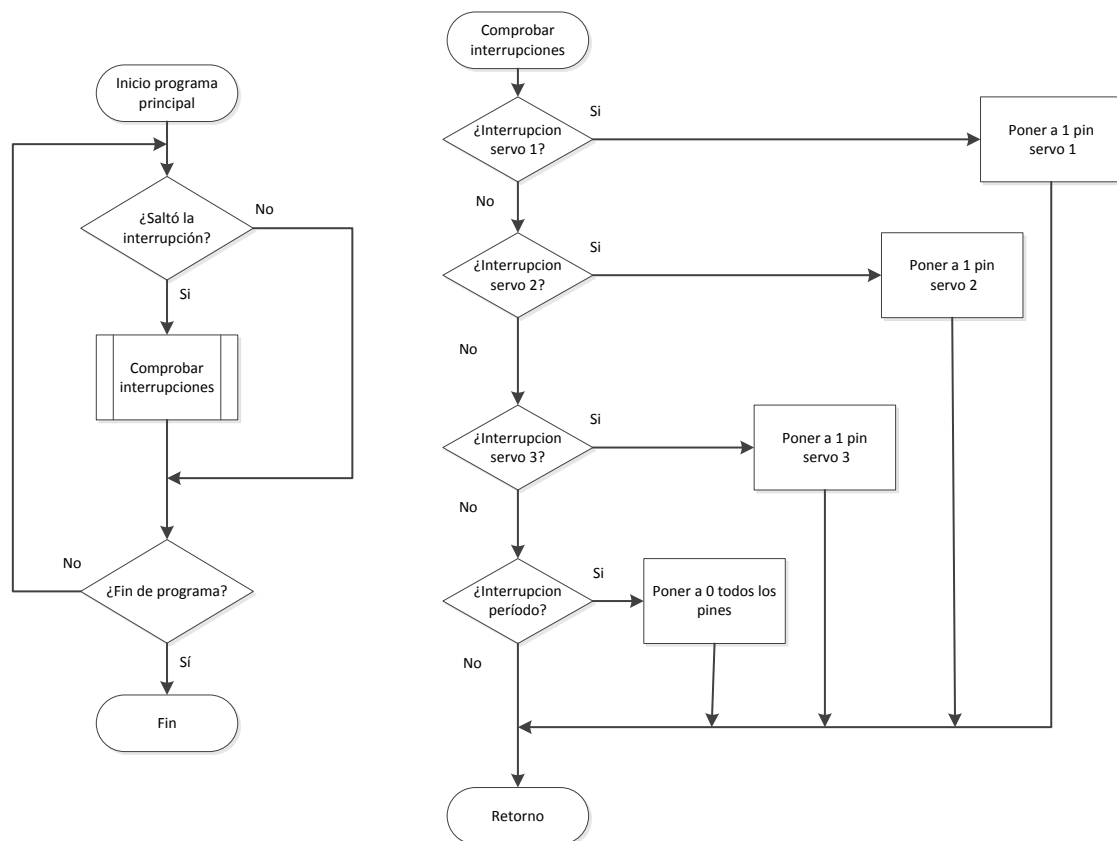 Inicio programa
principal
¿Saltó la
interrupción?
No
Si
Comprobar
interrupciones
No
¿Fin de programa?
Sí
Fin
Comprobar
interrupciones
¿Interrupcion
servo 1?
Si
Poner a 1 pin
servo 1
No
¿Interrupcion
servo 2?
Si
Poner a 1 pin
servo 2
No
¿Interrupcion
servo 3?
Si
Poner a 1 pin
servo 3
No
¿Interrupcion
período?
Si
Poner a 0 todos los
pines
No
Retorno